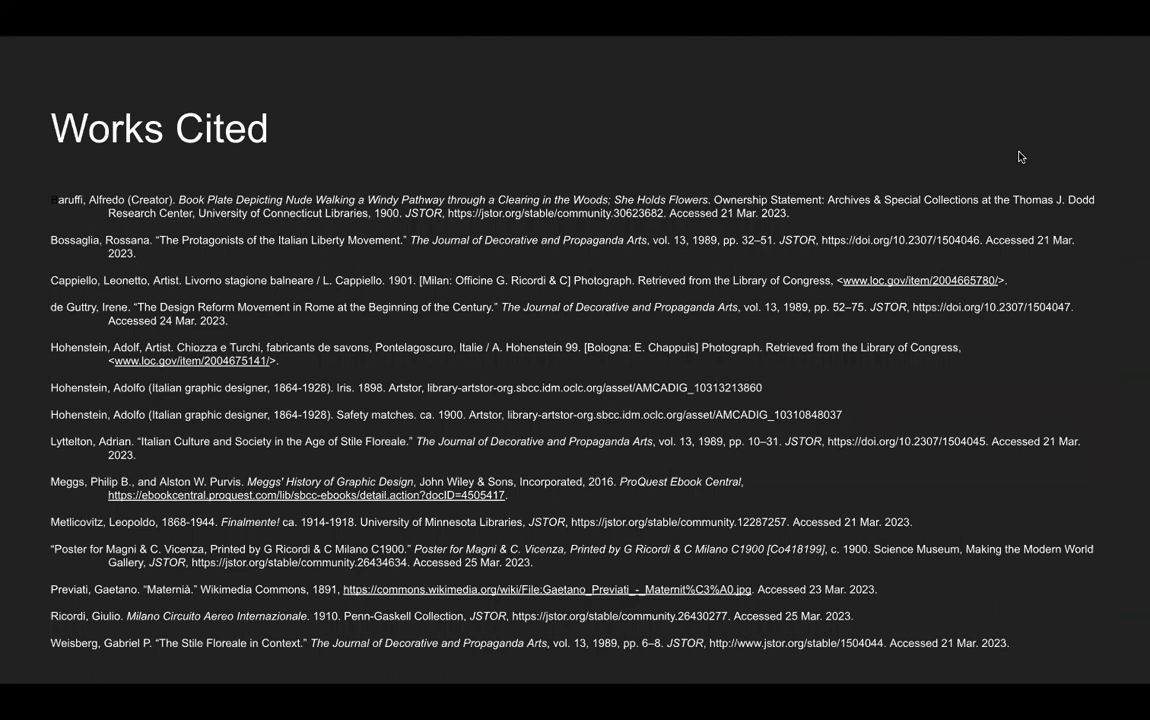 Works Cited
Baruffi, Alfredo (Creator). Book Plate Depicting Nude Walking a Windy Pathway through a Clearing in the Woods; She Holds Flowers. Ownership Statement: Archives & Special Collections at the Thomas J. Dodd
Research Center, University of Connecticut Libraries, 1900. JSTOR, https://jstor.org/stable/community.30623682. Accessed 21 Mar. 2023.
Bossaglia, Rossana. “The Protagonists of the Italian Liberty Movement.” The Journal of Decorative and Propaganda Arts, vol. 13, 1989, pp. 32–51. JSTOR, https://doi.org/10.2307/1504046. Accessed 21 Mar.
2023.
Cappiello, Leonetto, Artist. Livorno stagione balneare / L. Cappiello. 1901. [Milan: Officine G. Ricordi & C] Photograph. Retrieved from the Library of Congress, <www.loc.gov/item/2004665780/>.
de Guttry, Irene. “The Design Reform Movement in Rome at the Beginning of the Century.” The Journal of Decorative and Propaganda Arts, vol. 13, 1989, pp. 52–75. JSTOR, https://doi.org/10.2307/1504047.
Accessed 24 Mar. 2023.
Hohenstein, Adolf, Artist. Chiozza e Turchi, fabricants de savons, Pontelagoscuro, Italie / A. Hohenstein 99. [Bologna: E. Chappuis] Photograph. Retrieved from the Library of Congress,
<www.loc.gov/item/2004675141/>.
Hohenstein, Adolfo (Italian graphic designer, 1864-1928). Iris. 1898. Artstor, library-artstor-org.sbcc.idm.oclc.org/asset/AMCADIG_10313213860
Hohenstein, Adolfo (Italian graphic designer, 1864-1928). Safety matches. ca. 1900. Artstor, library-artstor-org.sbcc.idm.oclc.org/asset/AMCADIG_10310848037
Lyttelton, Adrian. “Italian Culture and Society in the Age of Stile Floreale.” The Journal of Decorative and Propaganda Arts, vol. 13, 1989, pp. 10–31. JSTOR, https://doi.org/10.2307/1504045. Accessed 21 Mar.
2023.
Meggs, Philip B., and Alston W. Purvis. Meggs' History of Graphic Design, John Wiley & Sons, Incorporated, 2016. ProQuest Ebook Central,
https://ebookcentral.proquest.com/lib/sbcc-ebooks/detail.action?docID=4505417.
Metlicovitz, Leopoldo, 1868-1944. Finalmente! ca. 1914-1918. University of Minnesota Libraries, JSTOR, https://jstor.org/stable/community.12287257. Accessed 21 Mar. 2023.
“Poster for Magni & C. Vicenza, Printed by G Ricordi & C Milano C1900.” Poster for Magni & C. Vicenza, Printed by G Ricordi & C Milano C1900 [Co418199], c. 1900. Science Museum, Making the Modern World
Gallery, JSTOR, https://jstor.org/stable/community.26434634. Accessed 25 Mar. 2023.
Previati, Gaetano. “Maternià.” Wikimedia Commons, 1891, https://commons.wikimedia.org/wiki/File:Gaetano_Previati_-_Maternit%C3%A0.jpg. Accessed 23 Mar. 2023.
Ricordi, Giulio. Milano Circuito Aereo Internazionale. 1910. Penn-Gaskell Collection, JSTOR, https://jstor.org/stable/community.26430277. Accessed 25 Mar. 2023.
Weisberg, Gabriel P. “The Stile Floreale in Context.” The Journal of Decorative and Propaganda Arts, vol. 13, 1989, pp. 6–8. JSTOR, http://www.jstor.org/stable/1504044. Accessed 21 Mar. 2023.